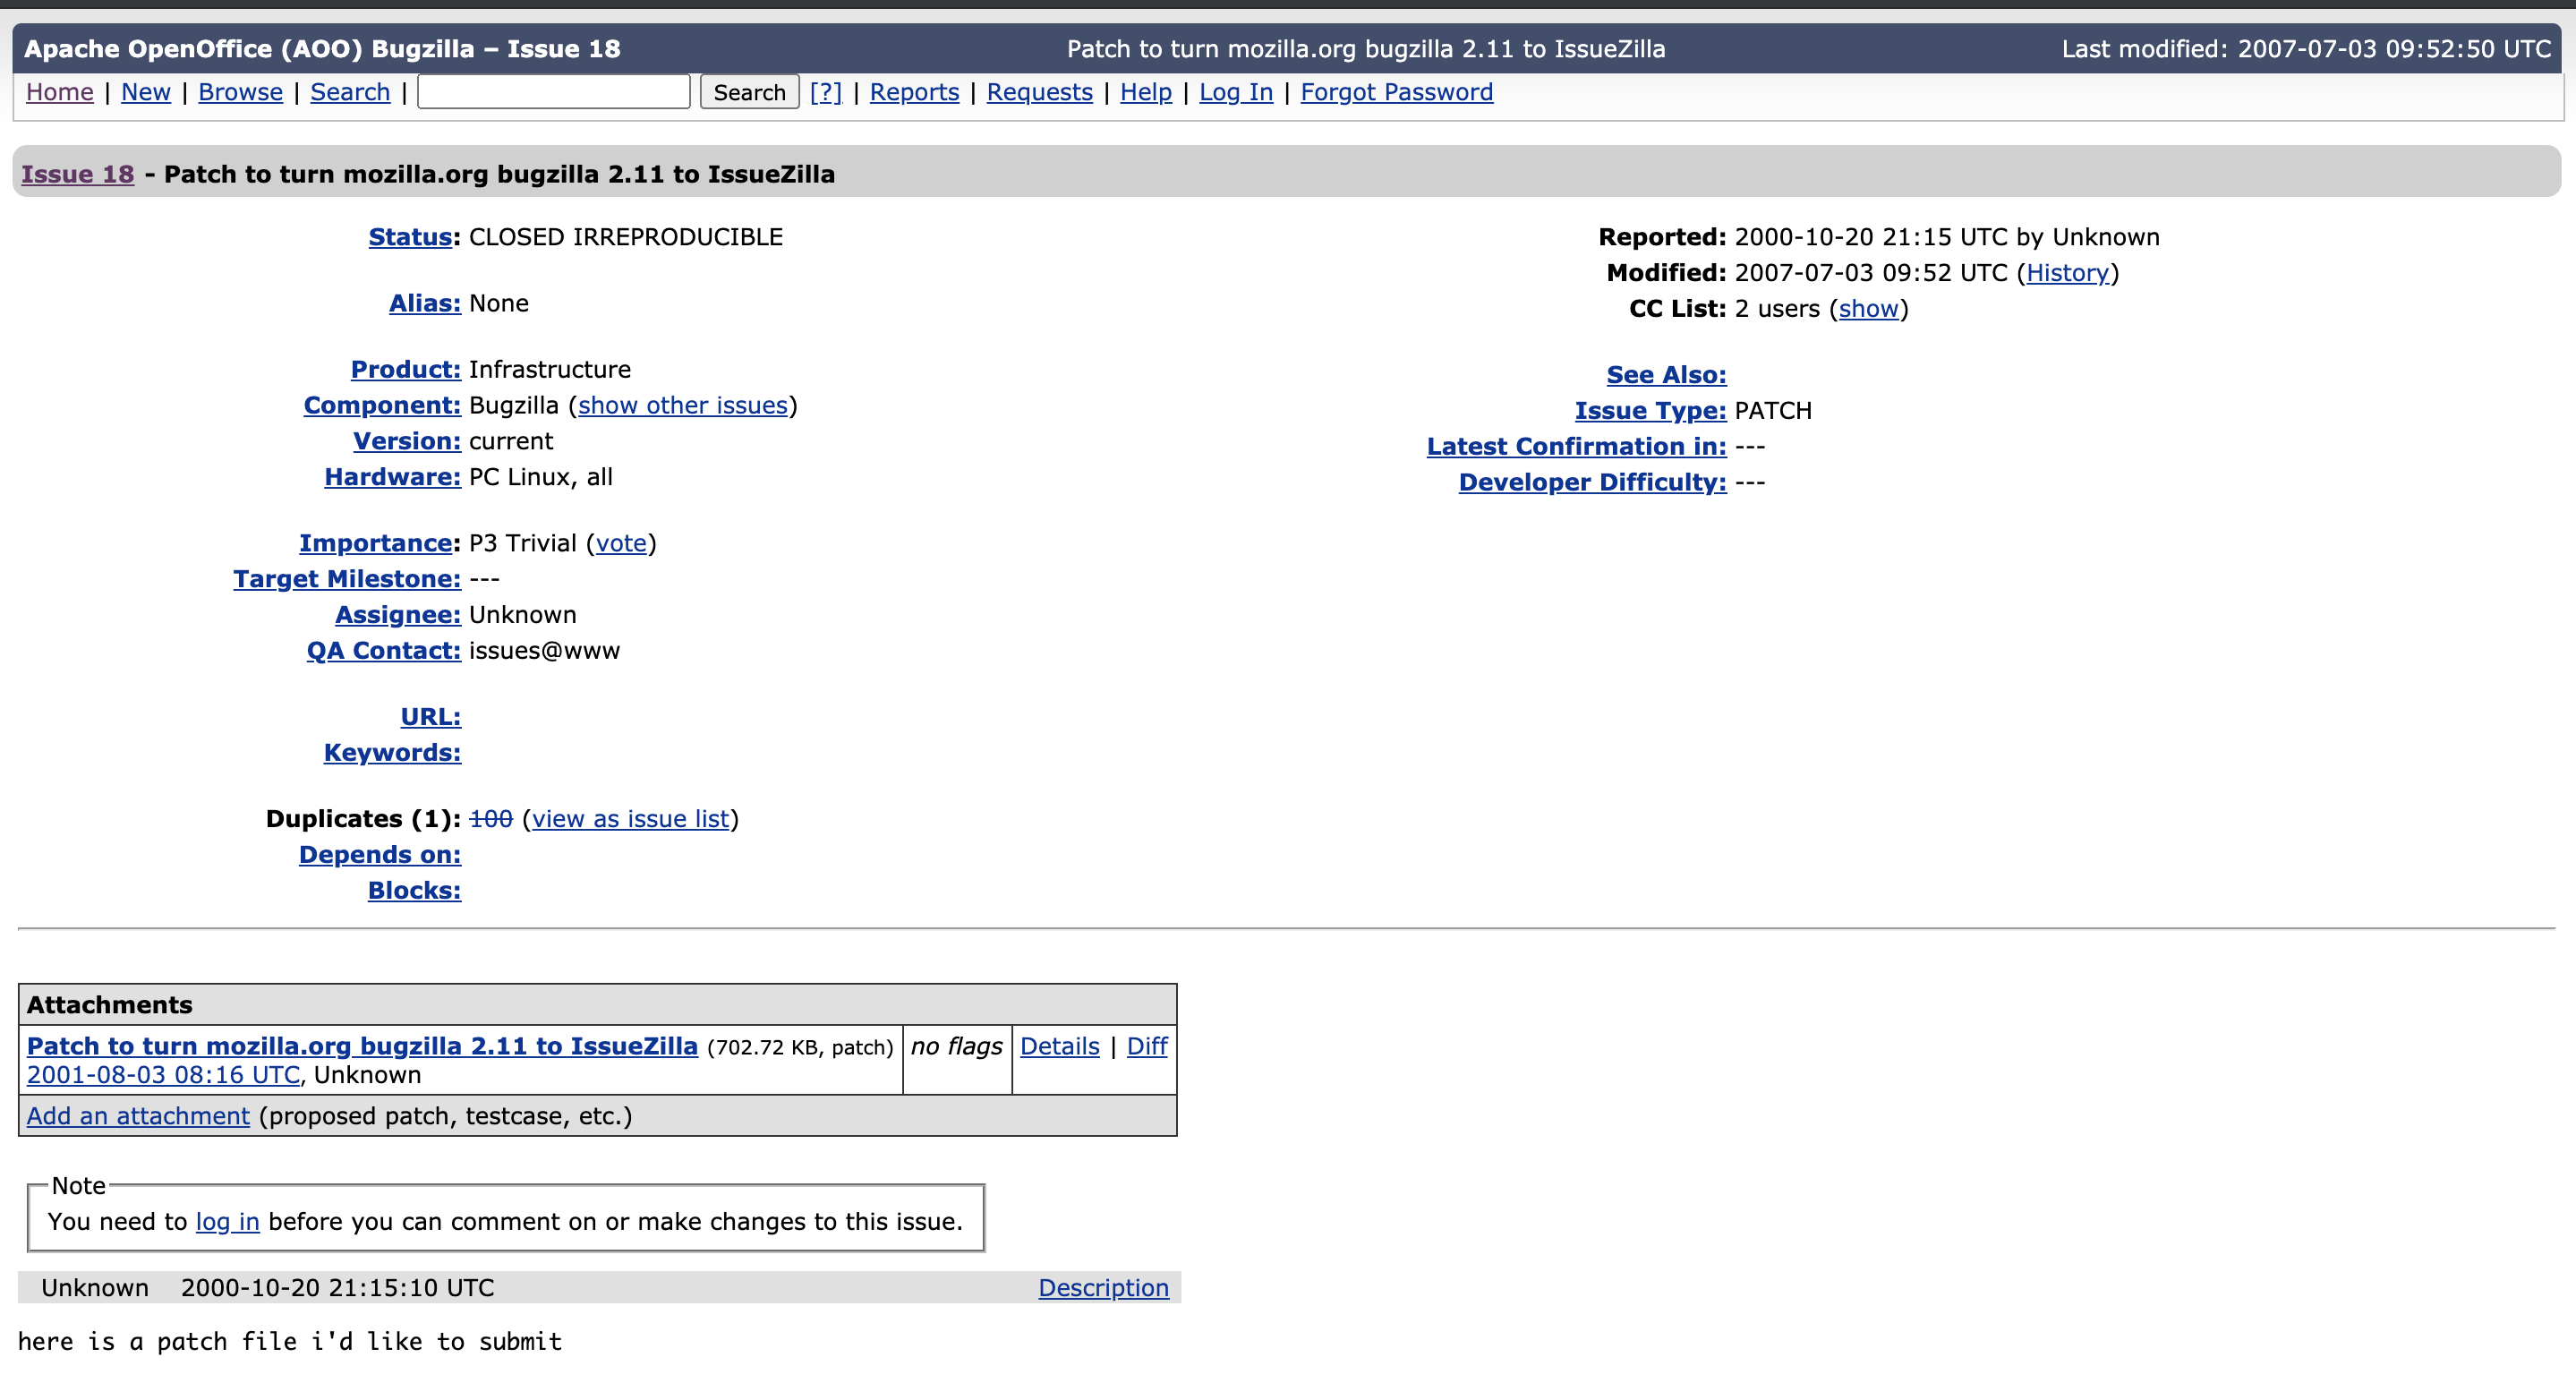 Apache OpenOffice (AOO) Bugzilla – Issue 18 Patch to turn mozilla.org bugzilla 2.11 to IssueZilla Last modified: 2007-07-03 09:52:50 UTC
Home | New | Browse | Search | Search [?] | Reports | Requests | Help | Log In | Forgot Password
Issue 18 - Patch to turn mozilla.org bugzilla 2.11 to IssueZilla
Status: CLOSED IRREPRODUCIBLE
Alias: None
Product: Infrastructure
Component: Bugzilla (show other issues)
Version: current
Hardware: PC Linux, all
Importance: P3 Trivial (vote)
Target Milestone: ---
Assignee: Unknown
QA Contact: issues@www
URL:
Keywords:
Duplicates (1): 100 (view as issue list)
Depends on:
Blocks:
Reported: 2000-10-20 21:15 UTC by Unknown
Modified: 2007-07-03 09:52 UTC (History)
CC List: 2 users (show)
See Also:
Issue Type: PATCH
Latest Confirmation in: ---
Developer Difficulty: ---
Attachments
Patch to turn mozilla.org bugzilla 2.11 to IssueZilla (702.72 KB, patch) no flags Details | Diff
2001-08-03 08:16 UTC, Unknown
Add an attachment (proposed patch, testcase, etc.)
Note
You need to log in before you can comment on or make changes to this issue.
Unknown 2000-10-20 21:15:10 UTC Description
here is a patch file i'd like to submit